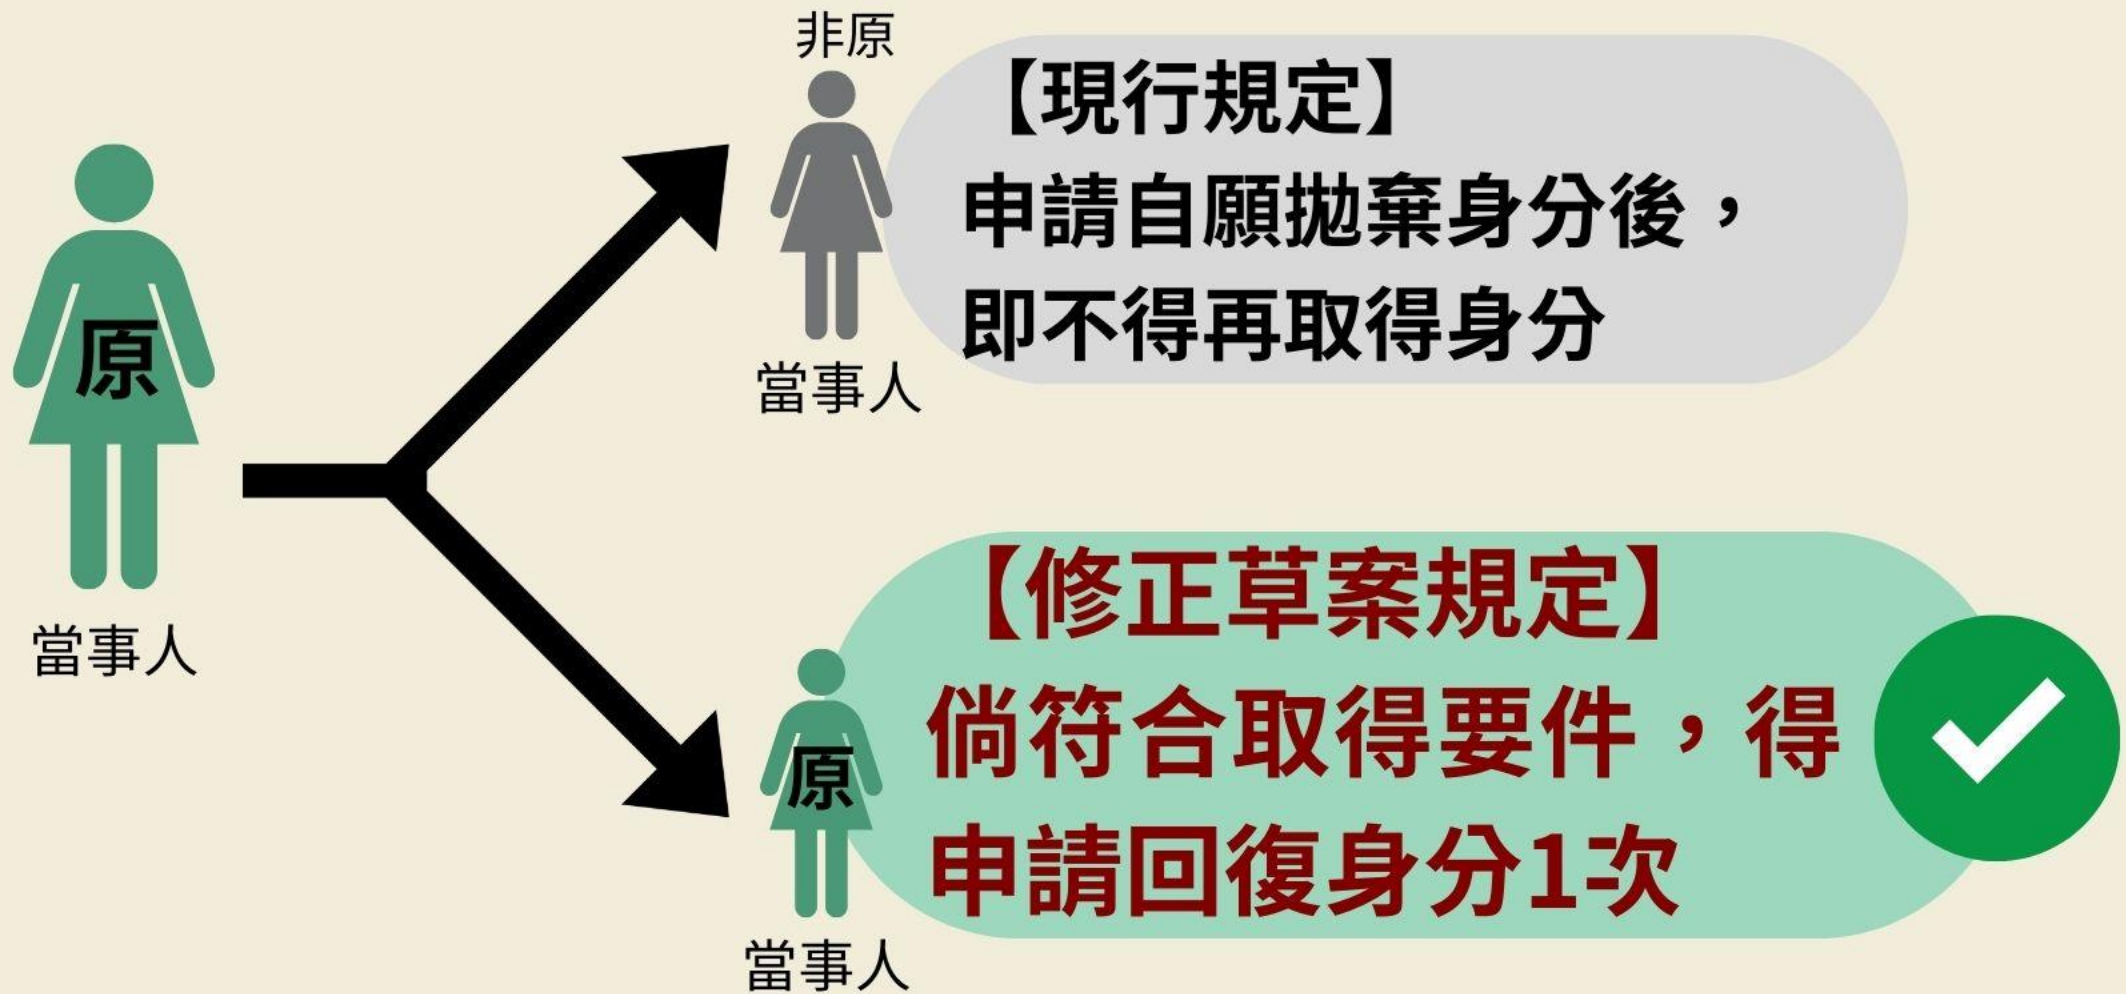 原
當事人
非原
當事人
【現行規定】
申請自願拋棄身分後，
即不得再取得身分
原
當事人
【修正草案規定】
倘符合取得要件，得
申請回復身分1次